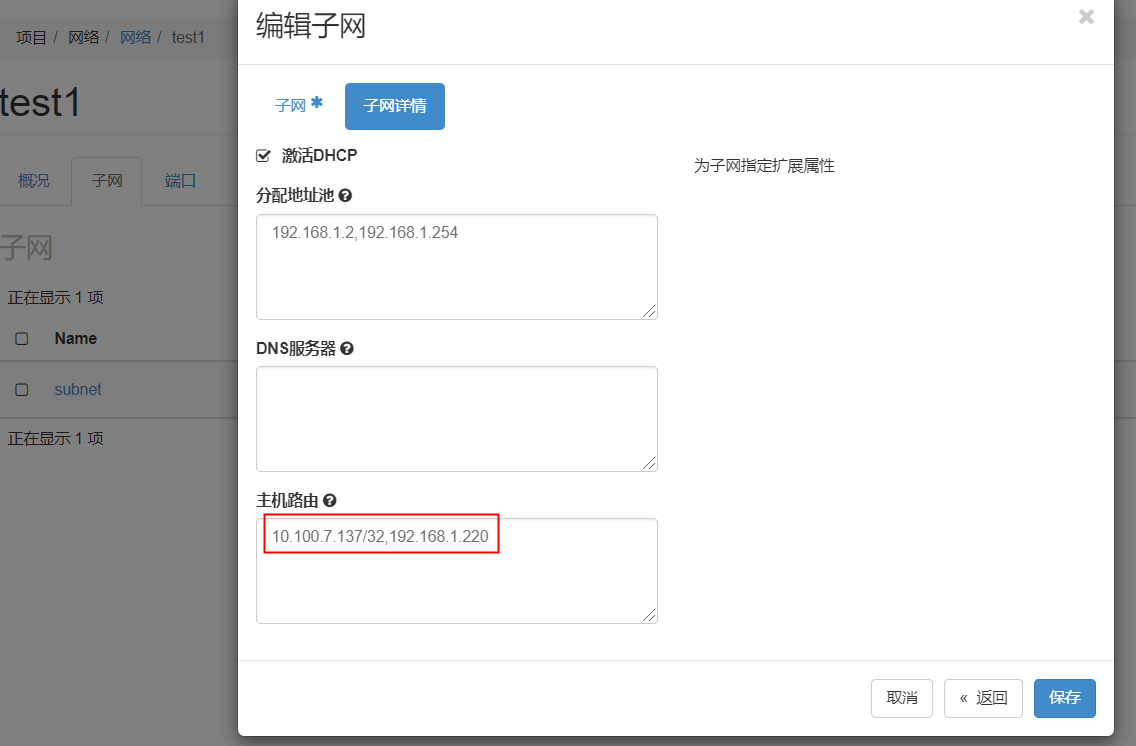 项目 / 网络 / 网络 / test1
test1
概况 子网 端口
子网
正在显示 1 项
Name
subnet
正在显示 1 项
编辑子网
×
子网 * 子网详情
激活DHCP
为子网指定扩展属性
分配地址池
192.168.1.2,192.168.1.254
DNS服务器
主机路由
10.100.7.137/32,192.168.1.220
取消 « 返回 保存